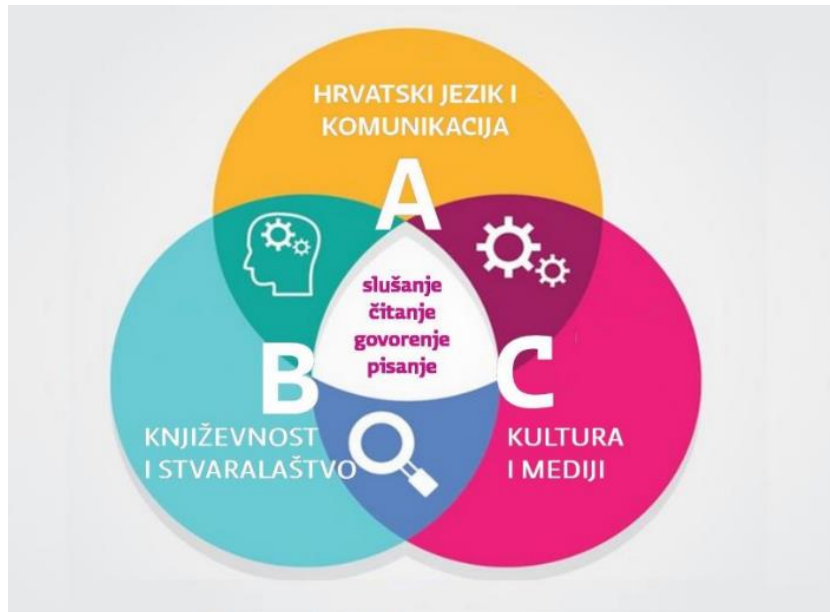 HRVATSKI JEZIK I
KOMUNIKACIJA
A
slušanje
čitanje
govorenje
pisanje
B
KNJIŽEVNOST
I STVARALAŠTVO
C
KULTURA
I MEDIJI